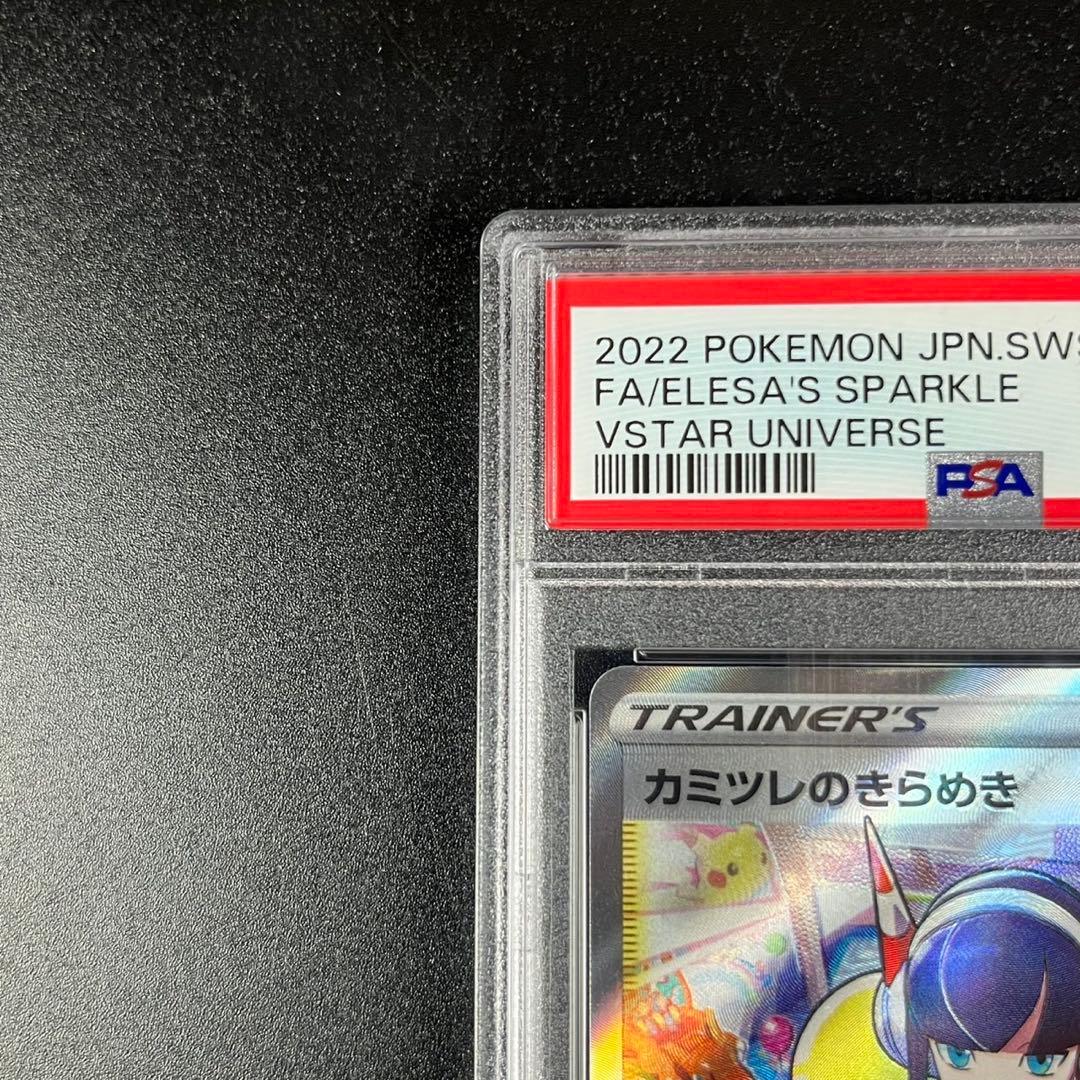 2022 POKEMON JPN.SWS
FA/ELESA'S SPARKLE
VSTAR UNIVERSE
PSA
TRAINER'S
カミツレのきらめき